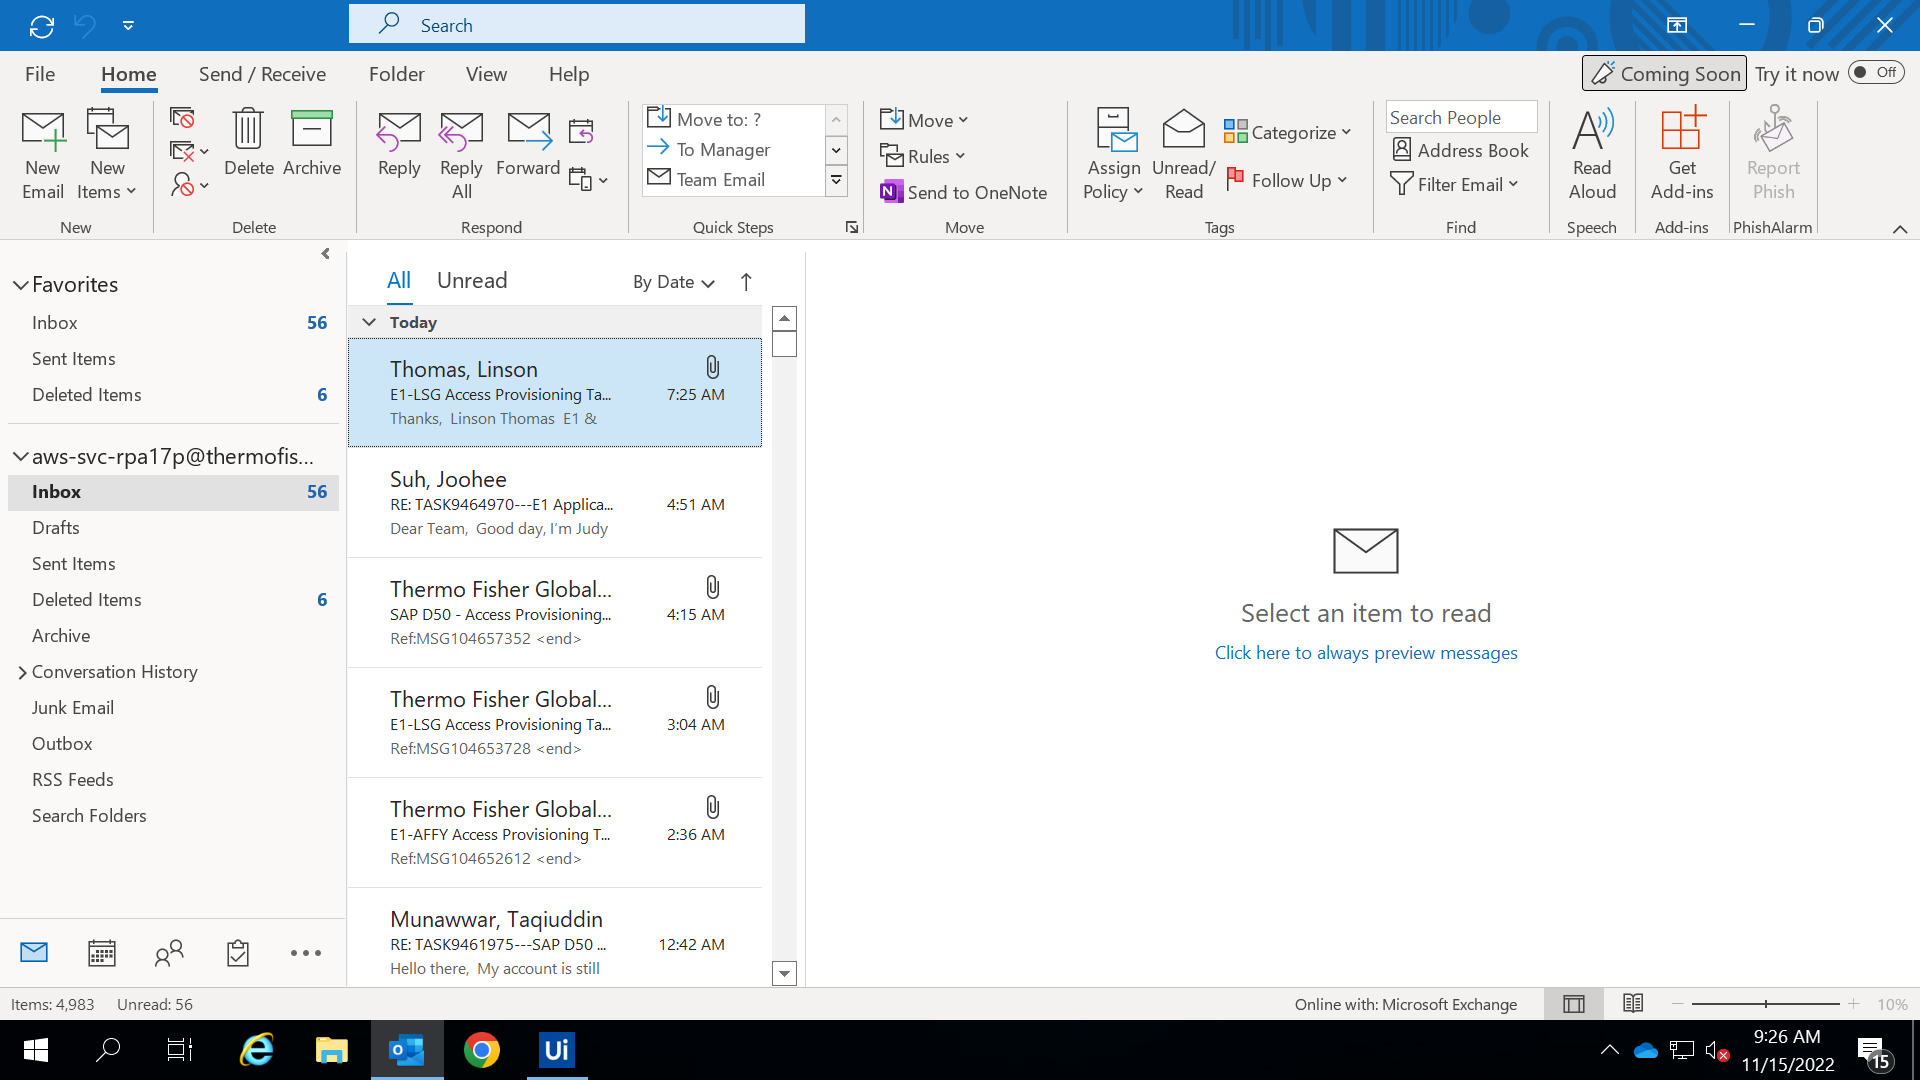 Search
File Home Send / Receive Folder View Help
Coming Soon Try it now Off
New Email
New Items
New
Delete
Archive
Delete
Reply
Reply All
Forward
Respond
Move to: ?
To Manager
Team Email
Quick Steps
Move
Rules
Send to OneNote
Move
Assign Policy
Unread/ Read
Categorize
Follow Up
Tags
Search People
Address Book
Filter Email
Find
Read Aloud
Speech
Get Add-ins
Add-ins
Report Phish
PhishAlarm
Favorites
Inbox 56
Sent Items
Deleted Items 6
aws-svc-rpa17p@thermofis...
Inbox 56
Drafts
Sent Items
Deleted Items 6
Archive
Conversation History
Junk Email
Outbox
RSS Feeds
Search Folders
All Unread By Date
Today
Thomas, Linson
E1-LSG Access Provisioning Ta... 7:25 AM
Thanks, Linson Thomas E1 &
Suh, Joohee
RE: TASK9464970---E1 Applica... 4:51 AM
Dear Team, Good day, I'm Judy
Thermo Fisher Global...
SAP D50 - Access Provisioning... 4:15 AM
Ref:MSG104657352 <end>
Thermo Fisher Global...
E1-LSG Access Provisioning Ta... 3:04 AM
Ref:MSG104653728 <end>
Thermo Fisher Global...
E1-AFFY Access Provisioning T... 2:36 AM
Ref:MSG104652612 <end>
Munawwar, Taqiuddin
RE: TASK9461975---SAP D50 ... 12:42 AM
Hello there, My account is still
Select an item to read
Click here to always preview messages
Items: 4,983 Unread: 56
Online with: Microsoft Exchange
10%
Ui
9:26 AM
11/15/2022
15